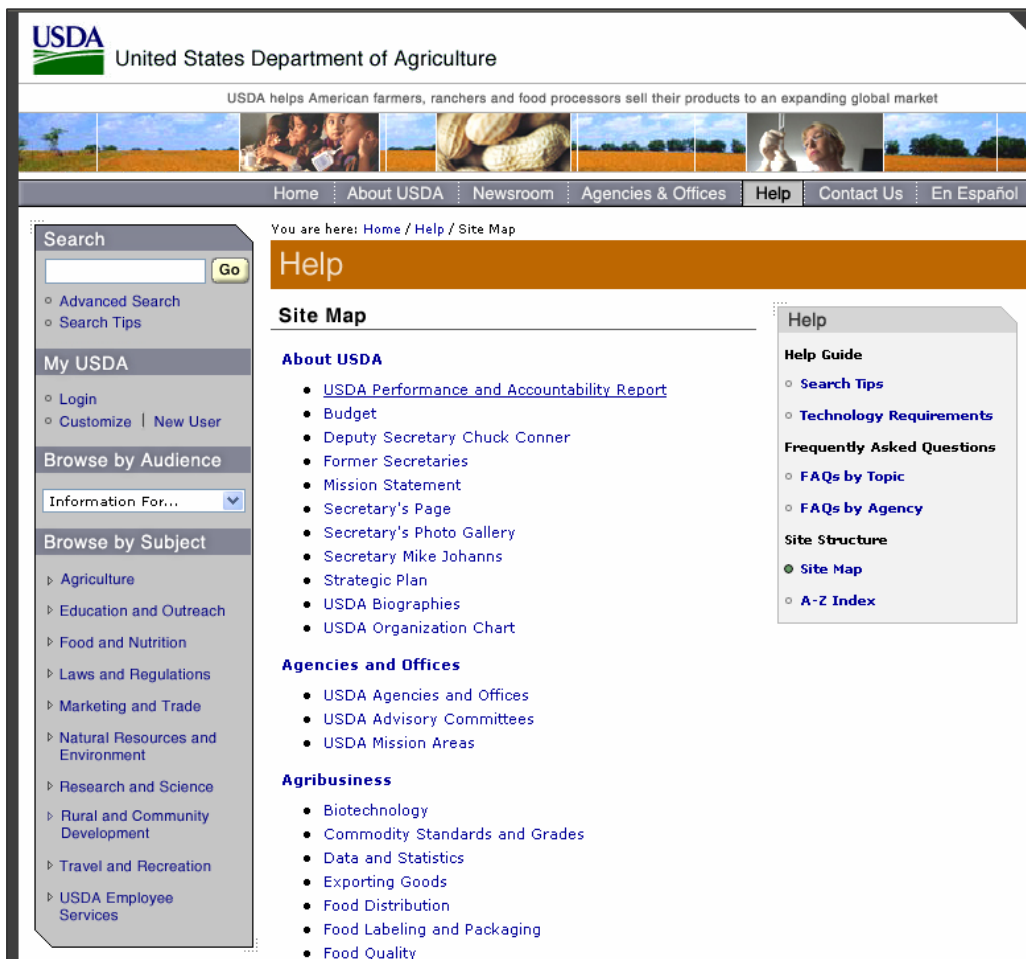 USDA
United States Department of Agriculture
USDA helps American farmers, ranchers and food processors sell their products to an expanding global market
Home About USDA Newsroom Agencies & Offices Help Contact Us En Español
Search
Go
Advanced Search
Search Tips
My USDA
Login
Customize | New User
Browse by Audience
Information For...
Browse by Subject
Agriculture
Education and Outreach
Food and Nutrition
Laws and Regulations
Marketing and Trade
Natural Resources and
Environment
Research and Science
Rural and Community
Development
Travel and Recreation
USDA Employee
Services
You are here: Home / Help / Site Map
Help
Site Map
About USDA
USDA Performance and Accountability Report
Budget
Deputy Secretary Chuck Conner
Former Secretaries
Mission Statement
Secretary's Page
Secretary's Photo Gallery
Secretary Mike Johanns
Strategic Plan
USDA Biographies
USDA Organization Chart
Agencies and Offices
USDA Agencies and Offices
USDA Advisory Committees
USDA Mission Areas
Agribusiness
Biotechnology
Commodity Standards and Grades
Data and Statistics
Exporting Goods
Food Distribution
Food Labeling and Packaging
Food Quality
Help
Help Guide
Search Tips
Technology Requirements
Frequently Asked Questions
FAQs by Topic
FAQs by Agency
Site Structure
Site Map
A-Z Index